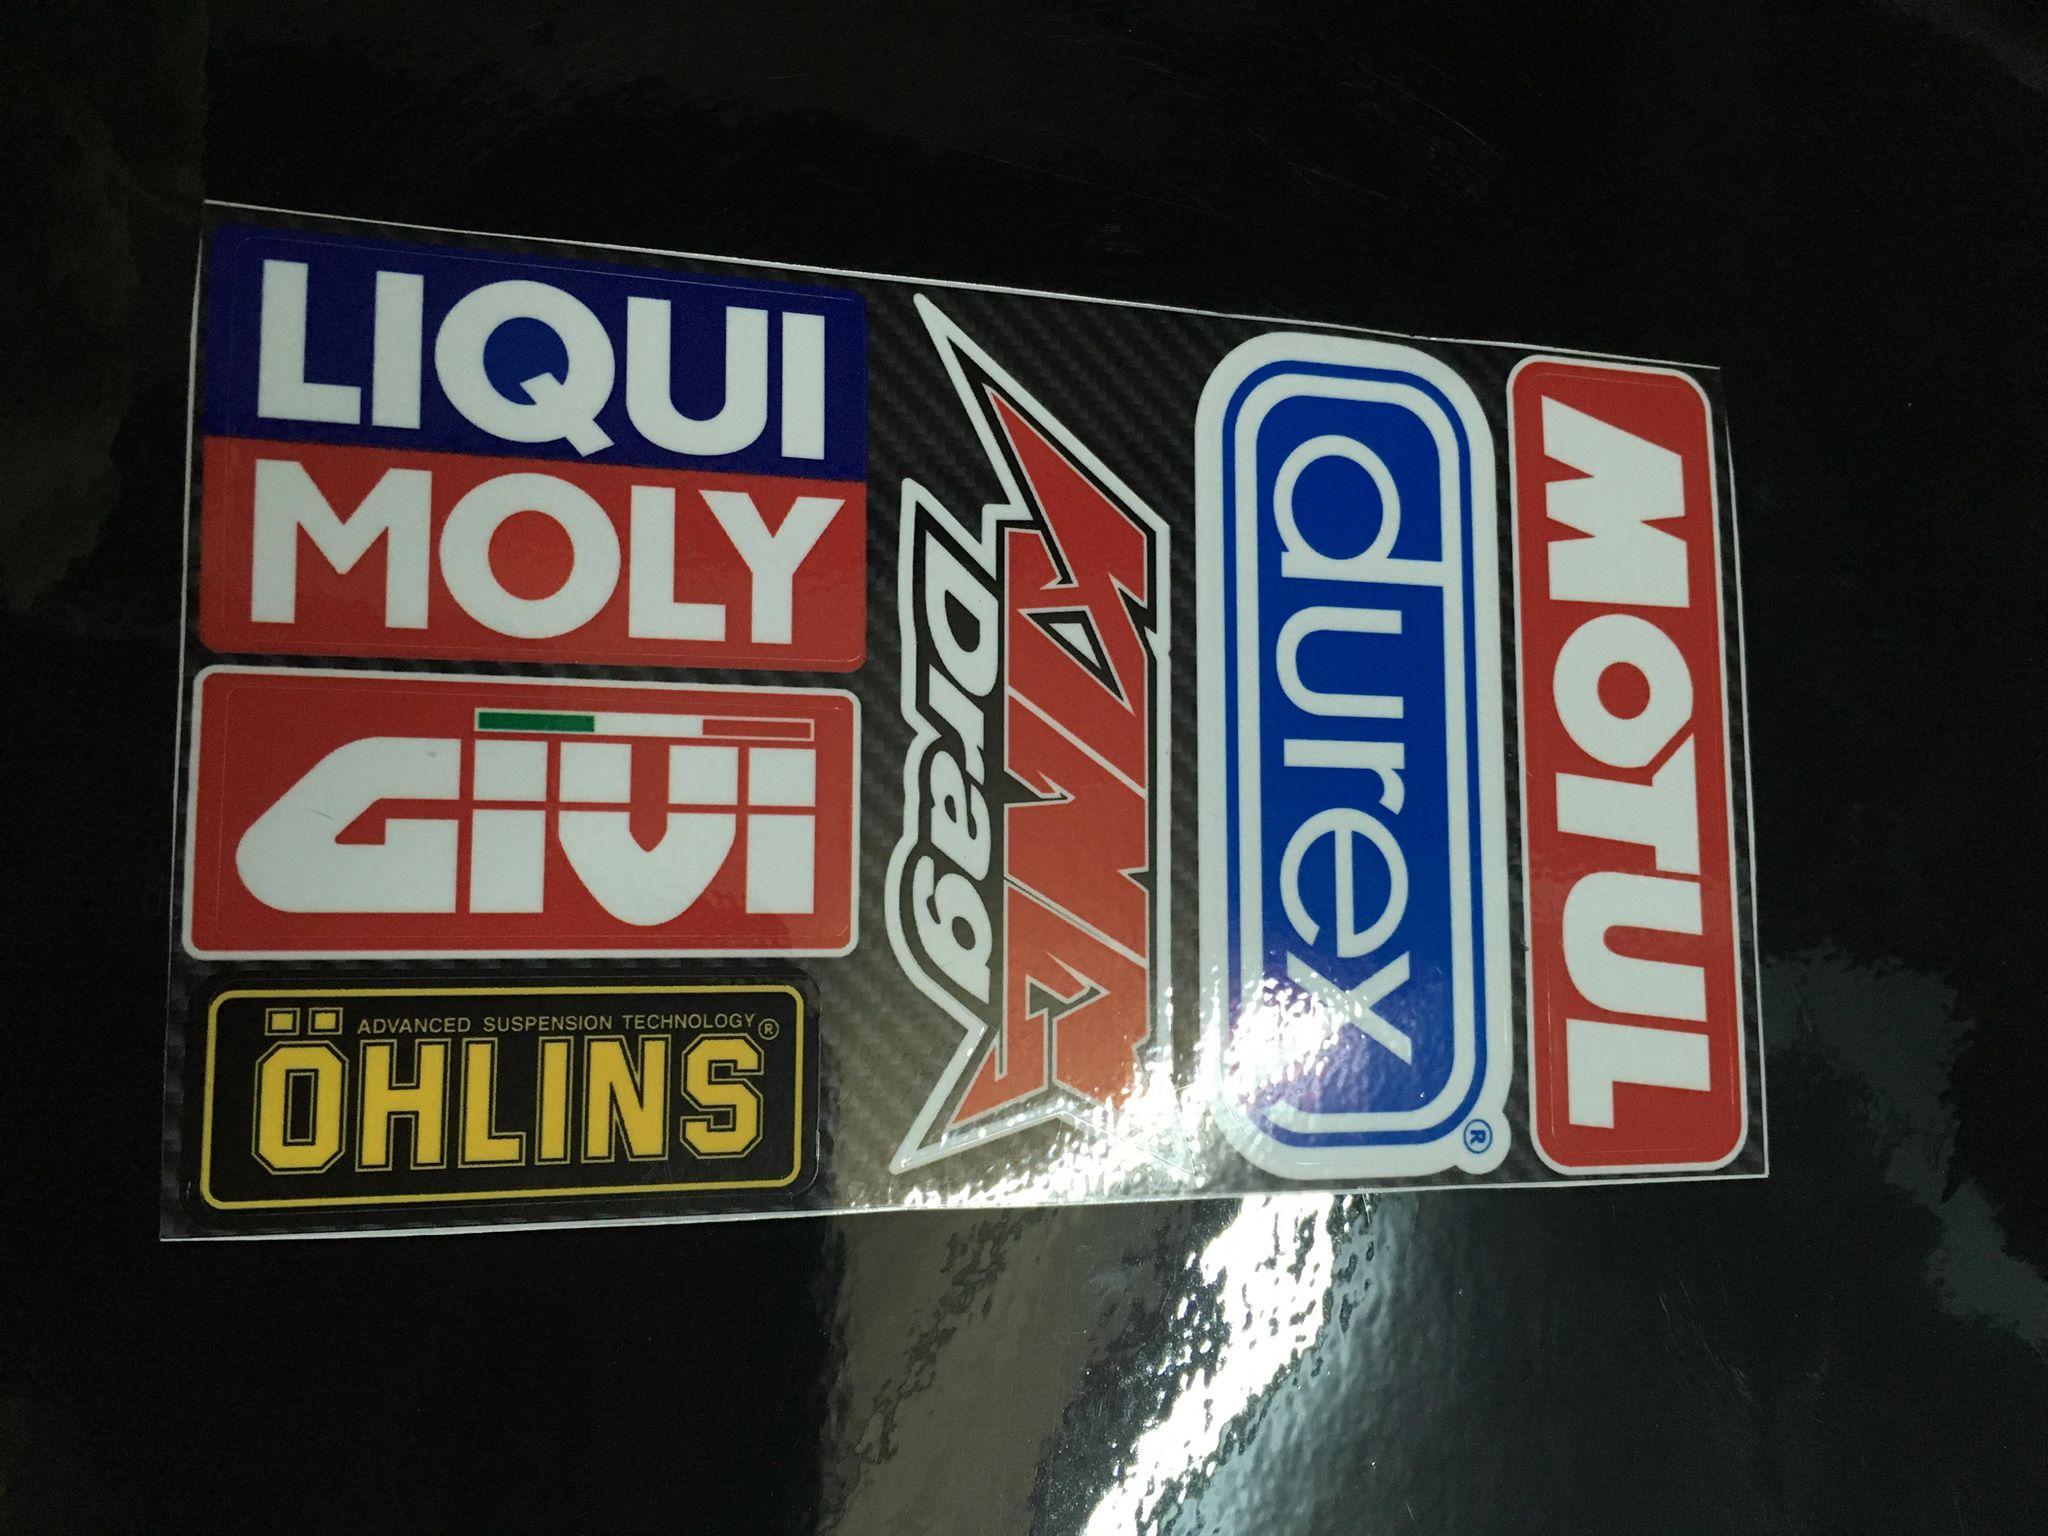 LIQUI
MOLY
GIVI
ADVANCED SUSPENSION TECHNOLOGY®
ÖHLINS
Drag
durex
®
MOTUL